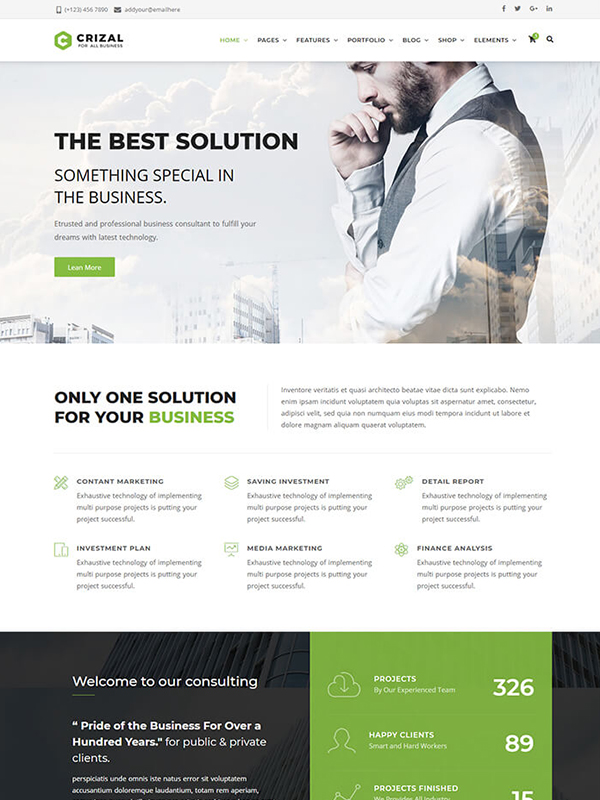 (+123) 456 7890 addyour@emailhere
CRIZAL
FOR ALL BUSINESS
HOME PAGES FEATURES PORTFOLIO BLOG SHOP ELEMENTS
THE BEST SOLUTION
SOMETHING SPECIAL IN
THE BUSINESS.
Etrusted and professional business consultant to fulfill your
dreams with latest technology.
Lean More
ONLY ONE SOLUTION
FOR YOUR BUSINESS
Inventore veritatis et quasi architecto beatae vitae dicta sunt explicabo. Nemo
enim ipsam incidunt voluptatem quia voluptas sit aspernatur amet, consectetur,
adipisci velit, sed quia non numquam eius modi tempora incidunt ut labore et
dolore magnam aliquam quaerat voluptatem.
CONTANT MARKETING
Exhaustive technology of implementing
multi purpose projects is putting your
project successful.
SAVING INVESTMENT
Exhaustive technology of implementing
multi purpose projects is putting your
project successful.
DETAIL REPORT
Exhaustive technology of implementing
multi purpose projects is putting your
project successful.
INVESTMENT PLAN
Exhaustive technology of implementing
multi purpose projects is putting your
project successful.
MEDIA MARKETING
Exhaustive technology of implementing
multi purpose projects is putting your
project successful.
FINANCE ANALYSIS
Exhaustive technology of implementing
multi purpose projects is putting your
project successful.
Welcome to our consulting
“ Pride of the Business For Over a
Hundred Years." for public & private
clients.
perspiciatis unde omnis iste natus error sit voluptatem
accusantium doloremque laudantium, totam rem aperiam,
PROJECTS
By Our Experienced Team
326
HAPPY CLIENTS
Smart and Hard Workers
89
PROJECTS FINISHED
We Provides All Industry
15